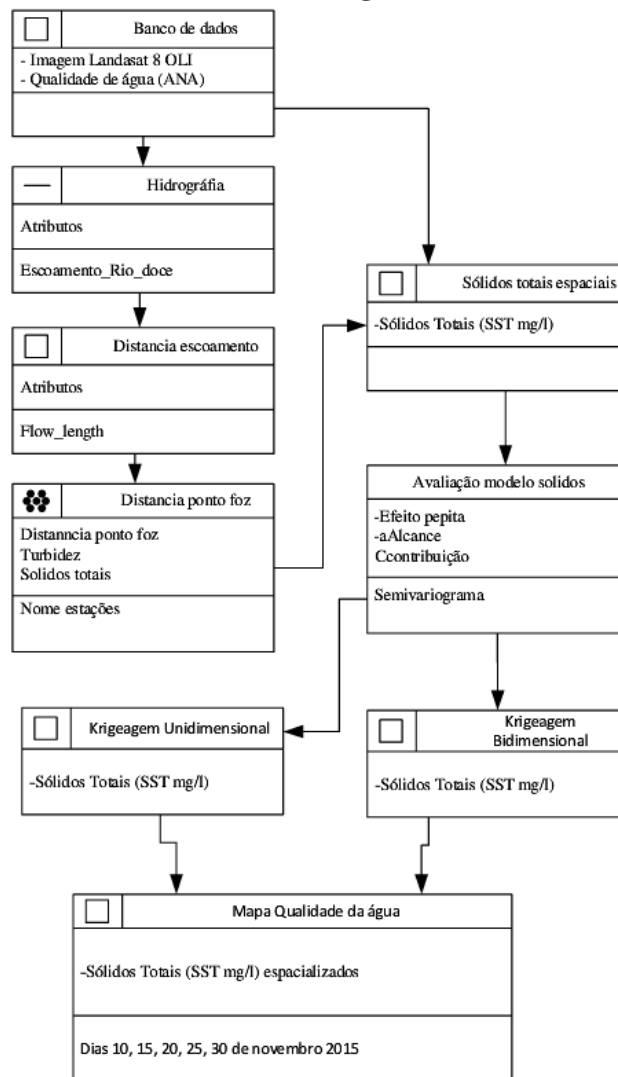 Banco de dados
- Imagem Landasat 8 OLI
- Qualidade de água (ANA)
Hidrográfia
Atributos
Escoamento_Rio_doce
Distancia escoamento
Atributos
Flow_length
Distancia ponto foz
Distanncia ponto foz
Turbidez
Solidos totais
Nome estações
Sólidos totais espaciais
-Sólidos Totais (SST mg/l)
Avaliação modelo solidos
-Efeito pepita
-aAlcance
Ccontribuição
Semivariograma
Krigeagem Unidimensional
-Sólidos Totais (SST mg/l)
Krigeagem
Bidimensional
-Sólidos Totais (SST mg/l)
Mapa Qualidade da água
-Sólidos Totais (SST mg/l) espacializados
Dias 10, 15, 20, 25, 30 de novembro 2015